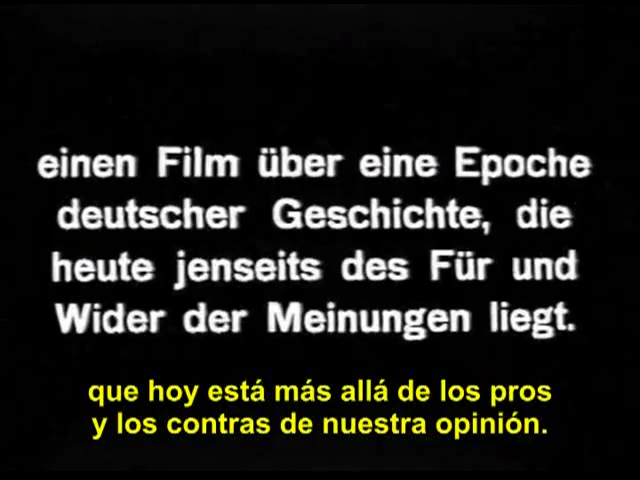 einen Film über eine Epoche
deutscher Geschichte, die
heute jenseits des Für und
Wider der Meinungen liegt.
que hoy está más allá de los pros
y los contras de nuestra opinión.